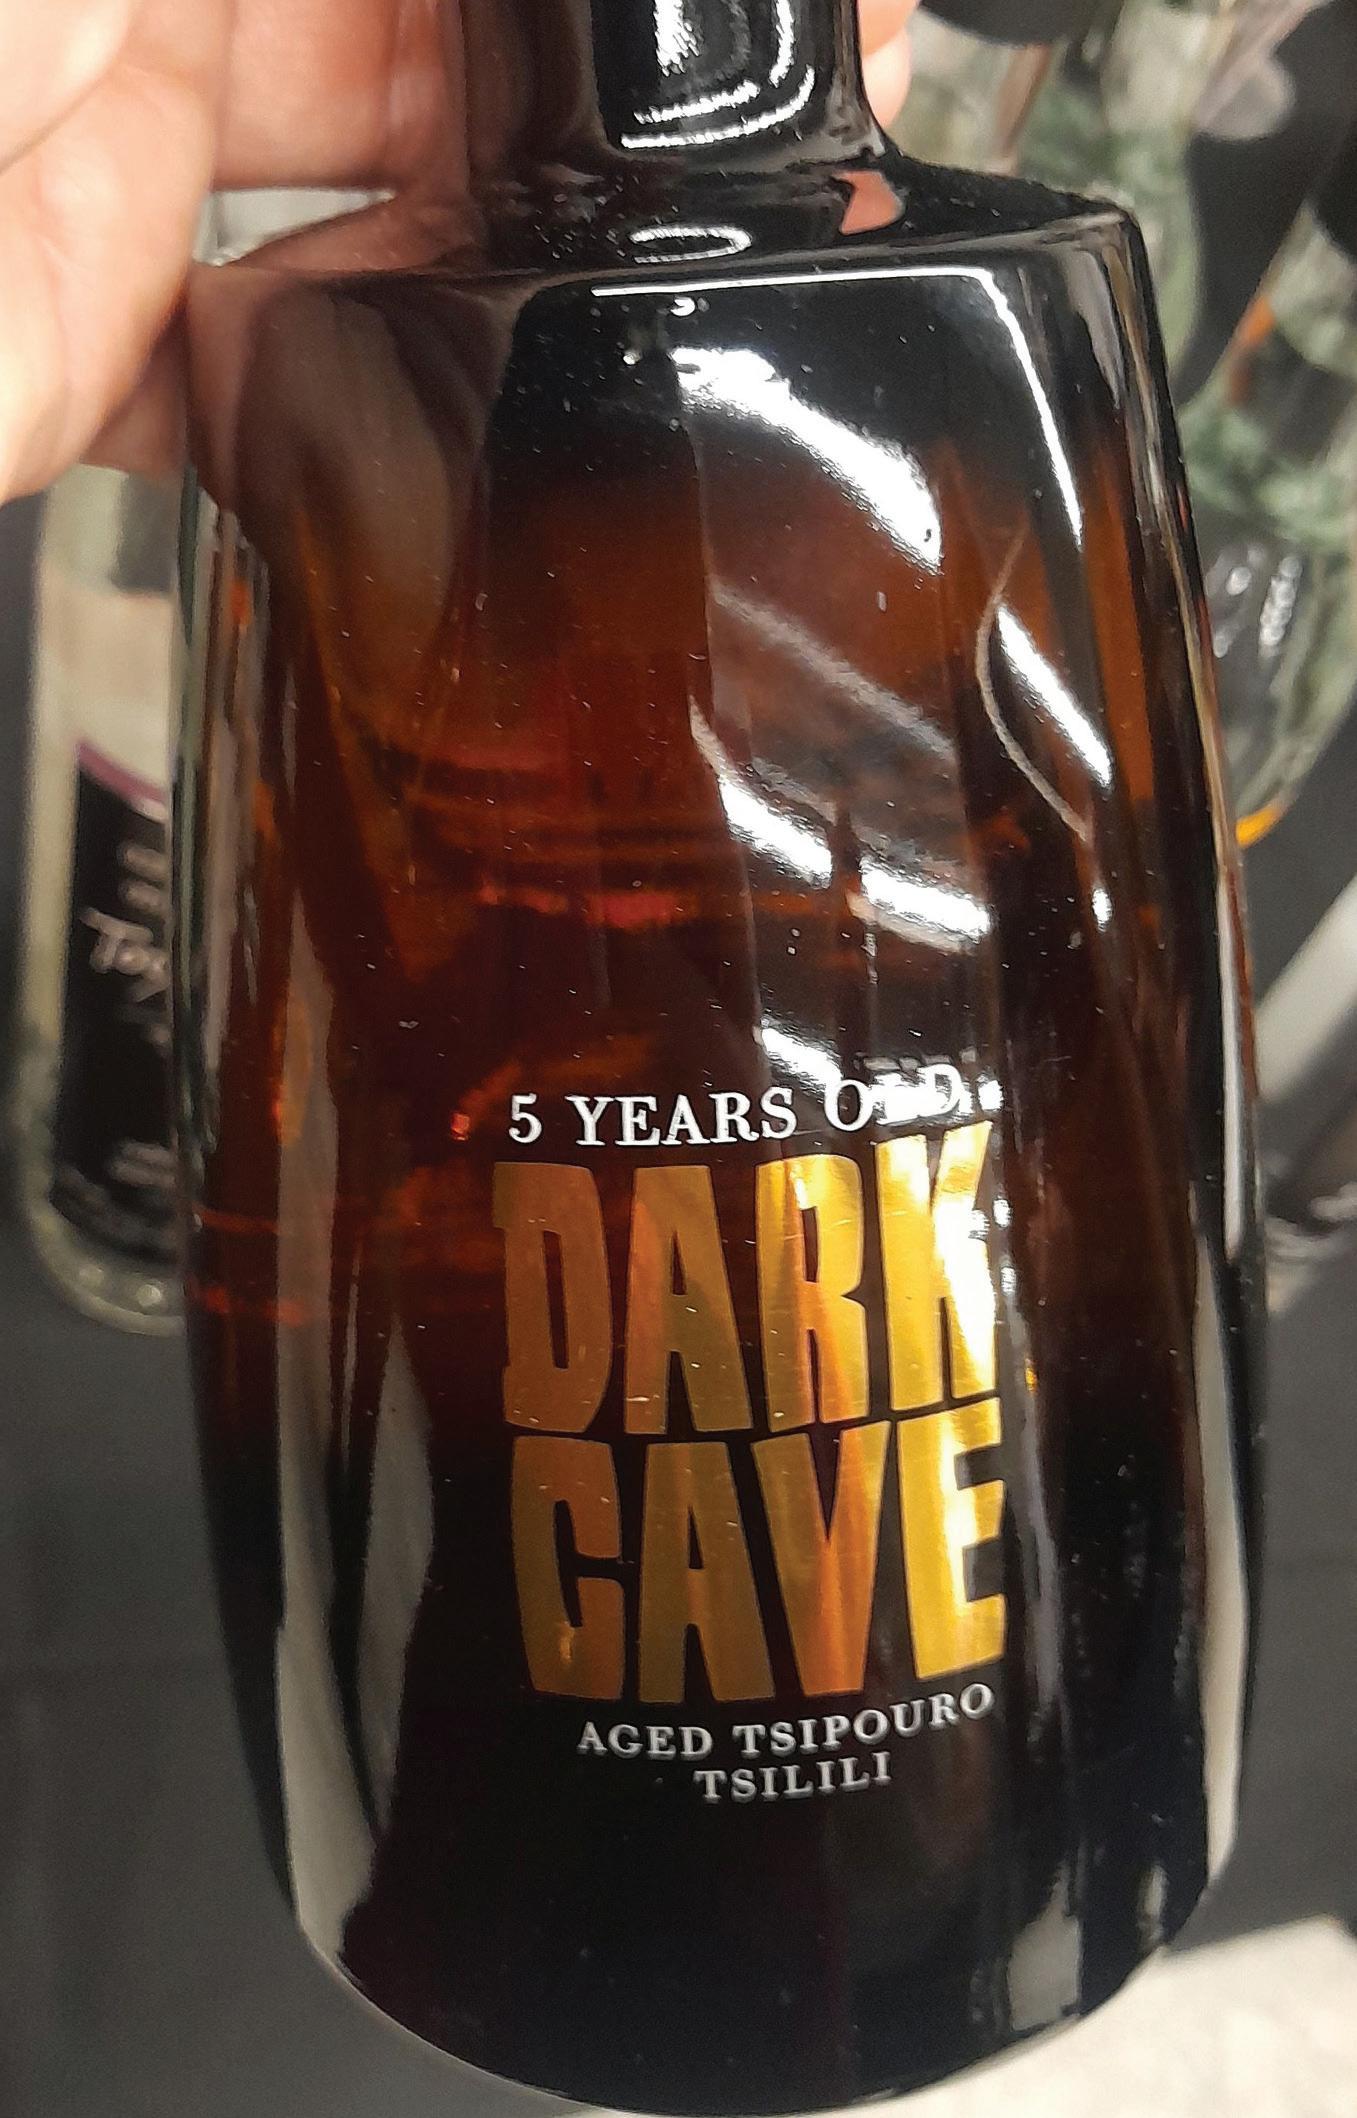 5 YEARS OLD
DARK
CAVE
AGED TSIPOURO
TSILILI